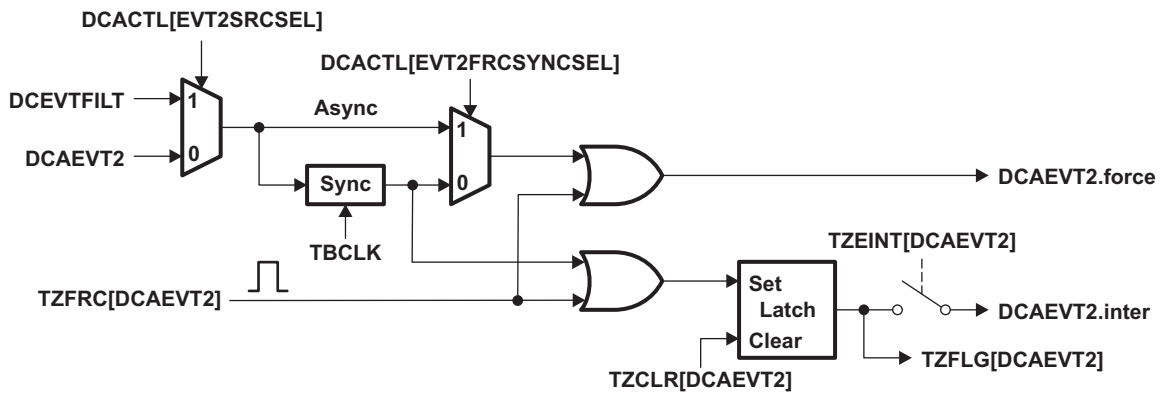 DCACTL[EVT2SRCSEL]
DCACTL[EVT2FRCSYNCSEL]
DCEVTFILT
1
Async
1
DCAEVT2
0
Sync
0
DCAEVT2.force
TBCLK
TZEINT[DCAEVT2]
TZFRC[DCAEVT2]
Set
Latch
Clear
DCAEVT2.inter
TZFLG[DCAEVT2]
TZCLR[DCAEVT2]